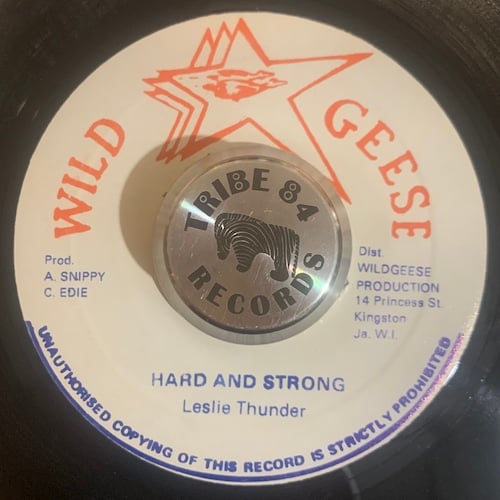 WILD GEESE
TRIBE 84
RECORDS
Prod.
A. SNIPPY
C. EDIE
Dist.
WILDGEESE
PRODUCTION
14 Princess St.
Kingston
Ja. W.I.
HARD AND STRONG
Leslie Thunder
UNAUTHORISED COPYING OF THIS RECORD IS STRICTLY PROHIBITED